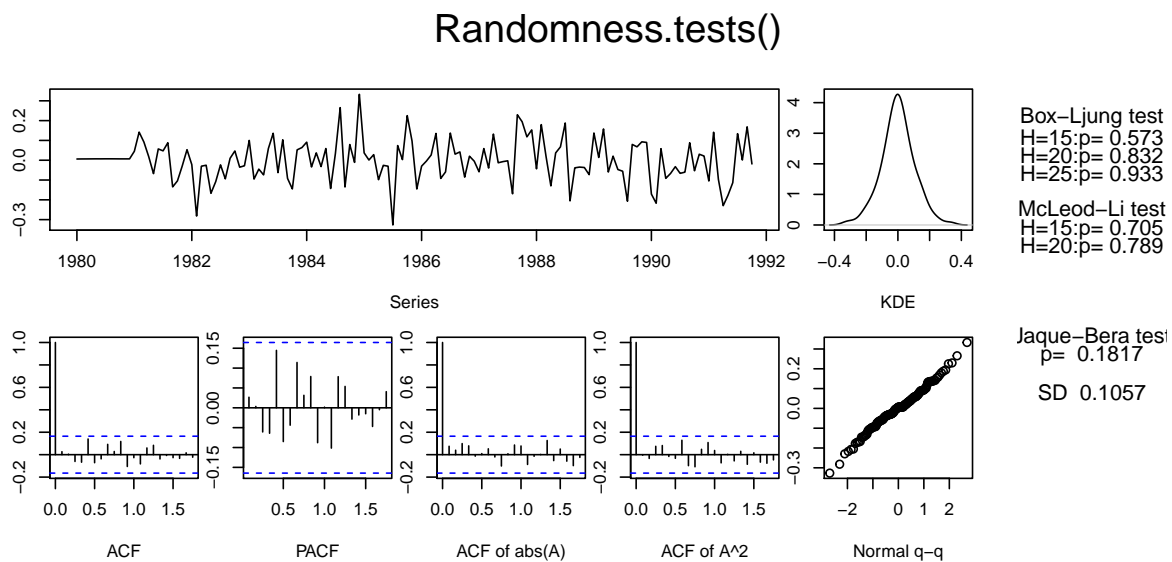 Randomness.tests()
0.2
0.0
−0.3
1980 1982 1984 1986 1988 1990 1992
Series
4
3
2
1
0
−0.4 0.0 0.4
KDE
Box−Ljung test
H=15:p= 0.573
H=20:p= 0.832
H=25:p= 0.933
McLeod−Li test
H=15:p= 0.705
H=20:p= 0.789
1.0
0.6
0.2
−0.2
0.0 0.5 1.0 1.5
ACF
0.15
0.00
−0.15
0.5 1.0 1.5
PACF
1.0
0.6
0.2
−0.2
0.0 0.5 1.0 1.5
ACF of abs(A)
1.0
0.6
0.2
−0.2
0.0 0.5 1.0 1.5
ACF of A^2
0.2
0.0
−0.3
−2 0 1 2
Normal q−q
Jaque−Bera test
p= 0.1817
SD 0.1057